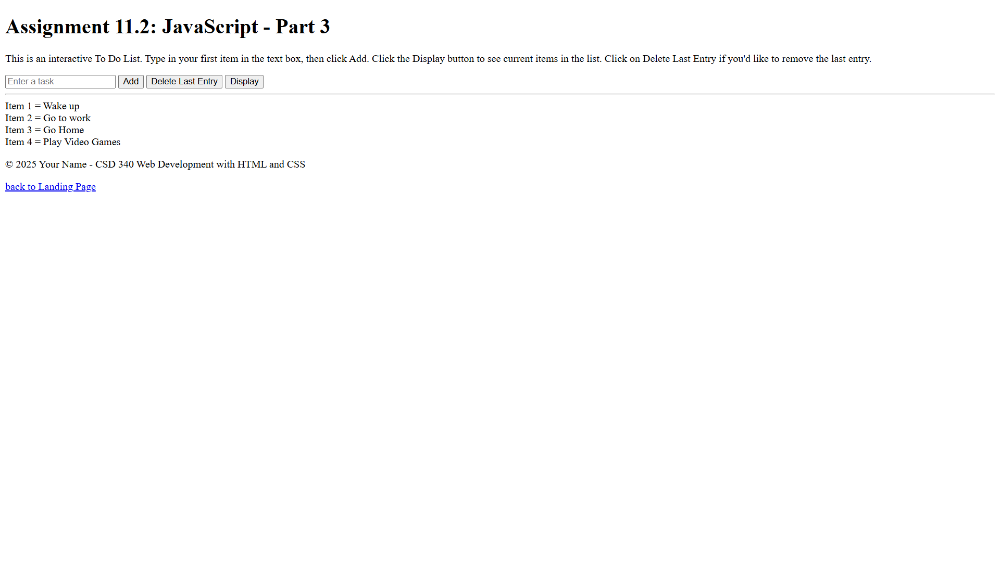 Assignment 11.2: JavaScript - Part 3
This is an interactive To Do List. Type in your first item in the text box, then click Add. Click the Display button to see current items in the list. Click on Delete Last Entry if you'd like to remove the last entry.
Enter a task Add Delete Last Entry Display
Item 1 = Wake up
Item 2 = Go to work
Item 3 = Go Home
Item 4 = Play Video Games
© 2025 Your Name - CSD 340 Web Development with HTML and CSS
back to Landing Page